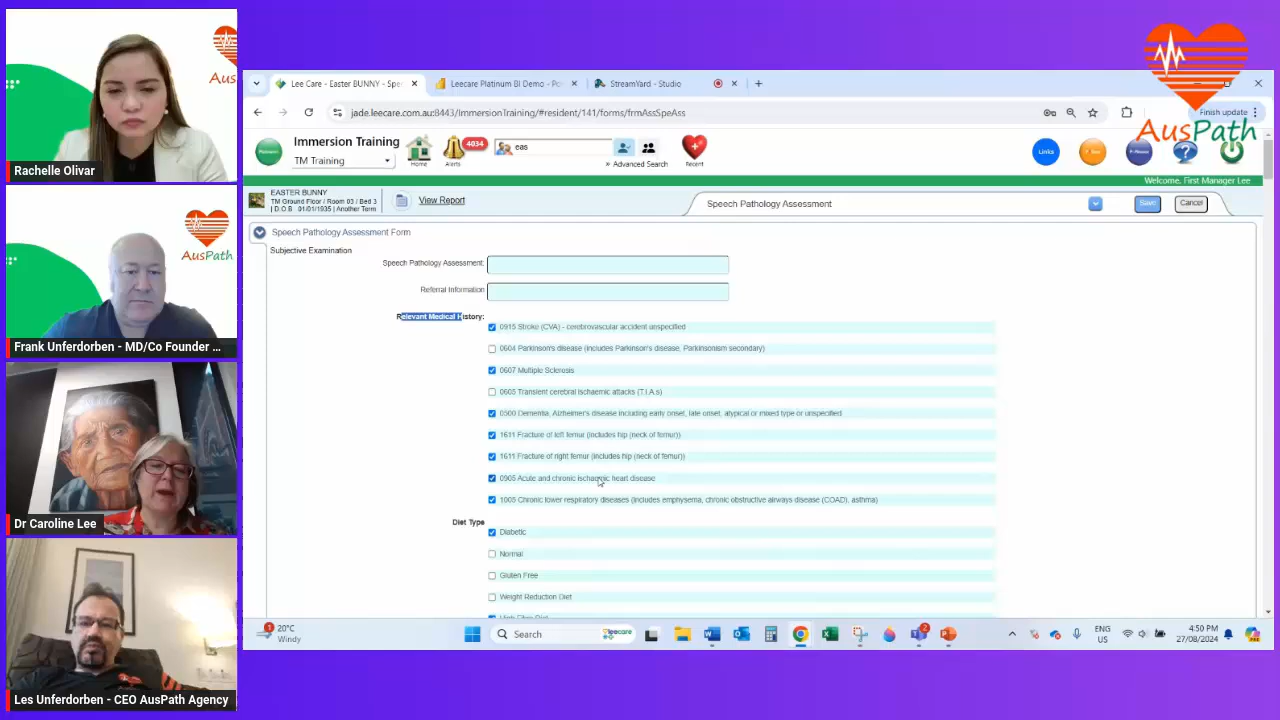 AusPath
Rachelle Olivar
AusPath
Frank Unferdorben - MD/Co Founder ...
Dr Caroline Lee
Les Unferdorben - CEO AusPath Agency
AusPath
Lee Care - Easter BUNNY - Spe
Leecare Platinum BI Demo - Po
StreamYard - Studio
jade.leecare.com.au:8443/ImmersionTraining/#resident/141/forms/frmAssSpeAss
Finish update
Immersion Training
TM Training
Home
4034
Alerts
eas
» Advanced Search
Recent
Links
?
Welcome, First Manager Lee
EASTER BUNNY
TM Ground Floor / Room 03 / Bed 3
| D.O.B 01/01/1935 | Another Term
View Report
Speech Pathology Assessment
Save
Cancel
Speech Pathology Assessment Form
Subjective Examination
Speech Pathology Assessment:
Referral Information
Relevant Medical History:
0915 Stroke (CVA) - cerebrovascular accident unspecified
0604 Parkinson's disease (includes Parkinson's disease, Parkinsonism secondary)
0607 Multiple Sclerosis
0605 Transient cerebral ischaemic attacks (T.I.A.s)
0500 Dementia, Alzheimer's disease including early onset, late onset, atypical or mixed type or unspecified
1611 Fracture of left femur (includes hip (neck of femur))
1611 Fracture of right femur (includes hip (neck of femur))
0905 Acute and chronic ischaemic heart disease
1005 Chronic lower respiratory diseases (includes emphysema, chronic obstructive airways disease (COAD), asthma)
Diet Type
Diabetic
Normal
Gluten Free
Weight Reduction Diet
High Fibre Diet
1
20°C
Windy
Search
leecare
2
ENG
US
4:50 PM
27/08/2024